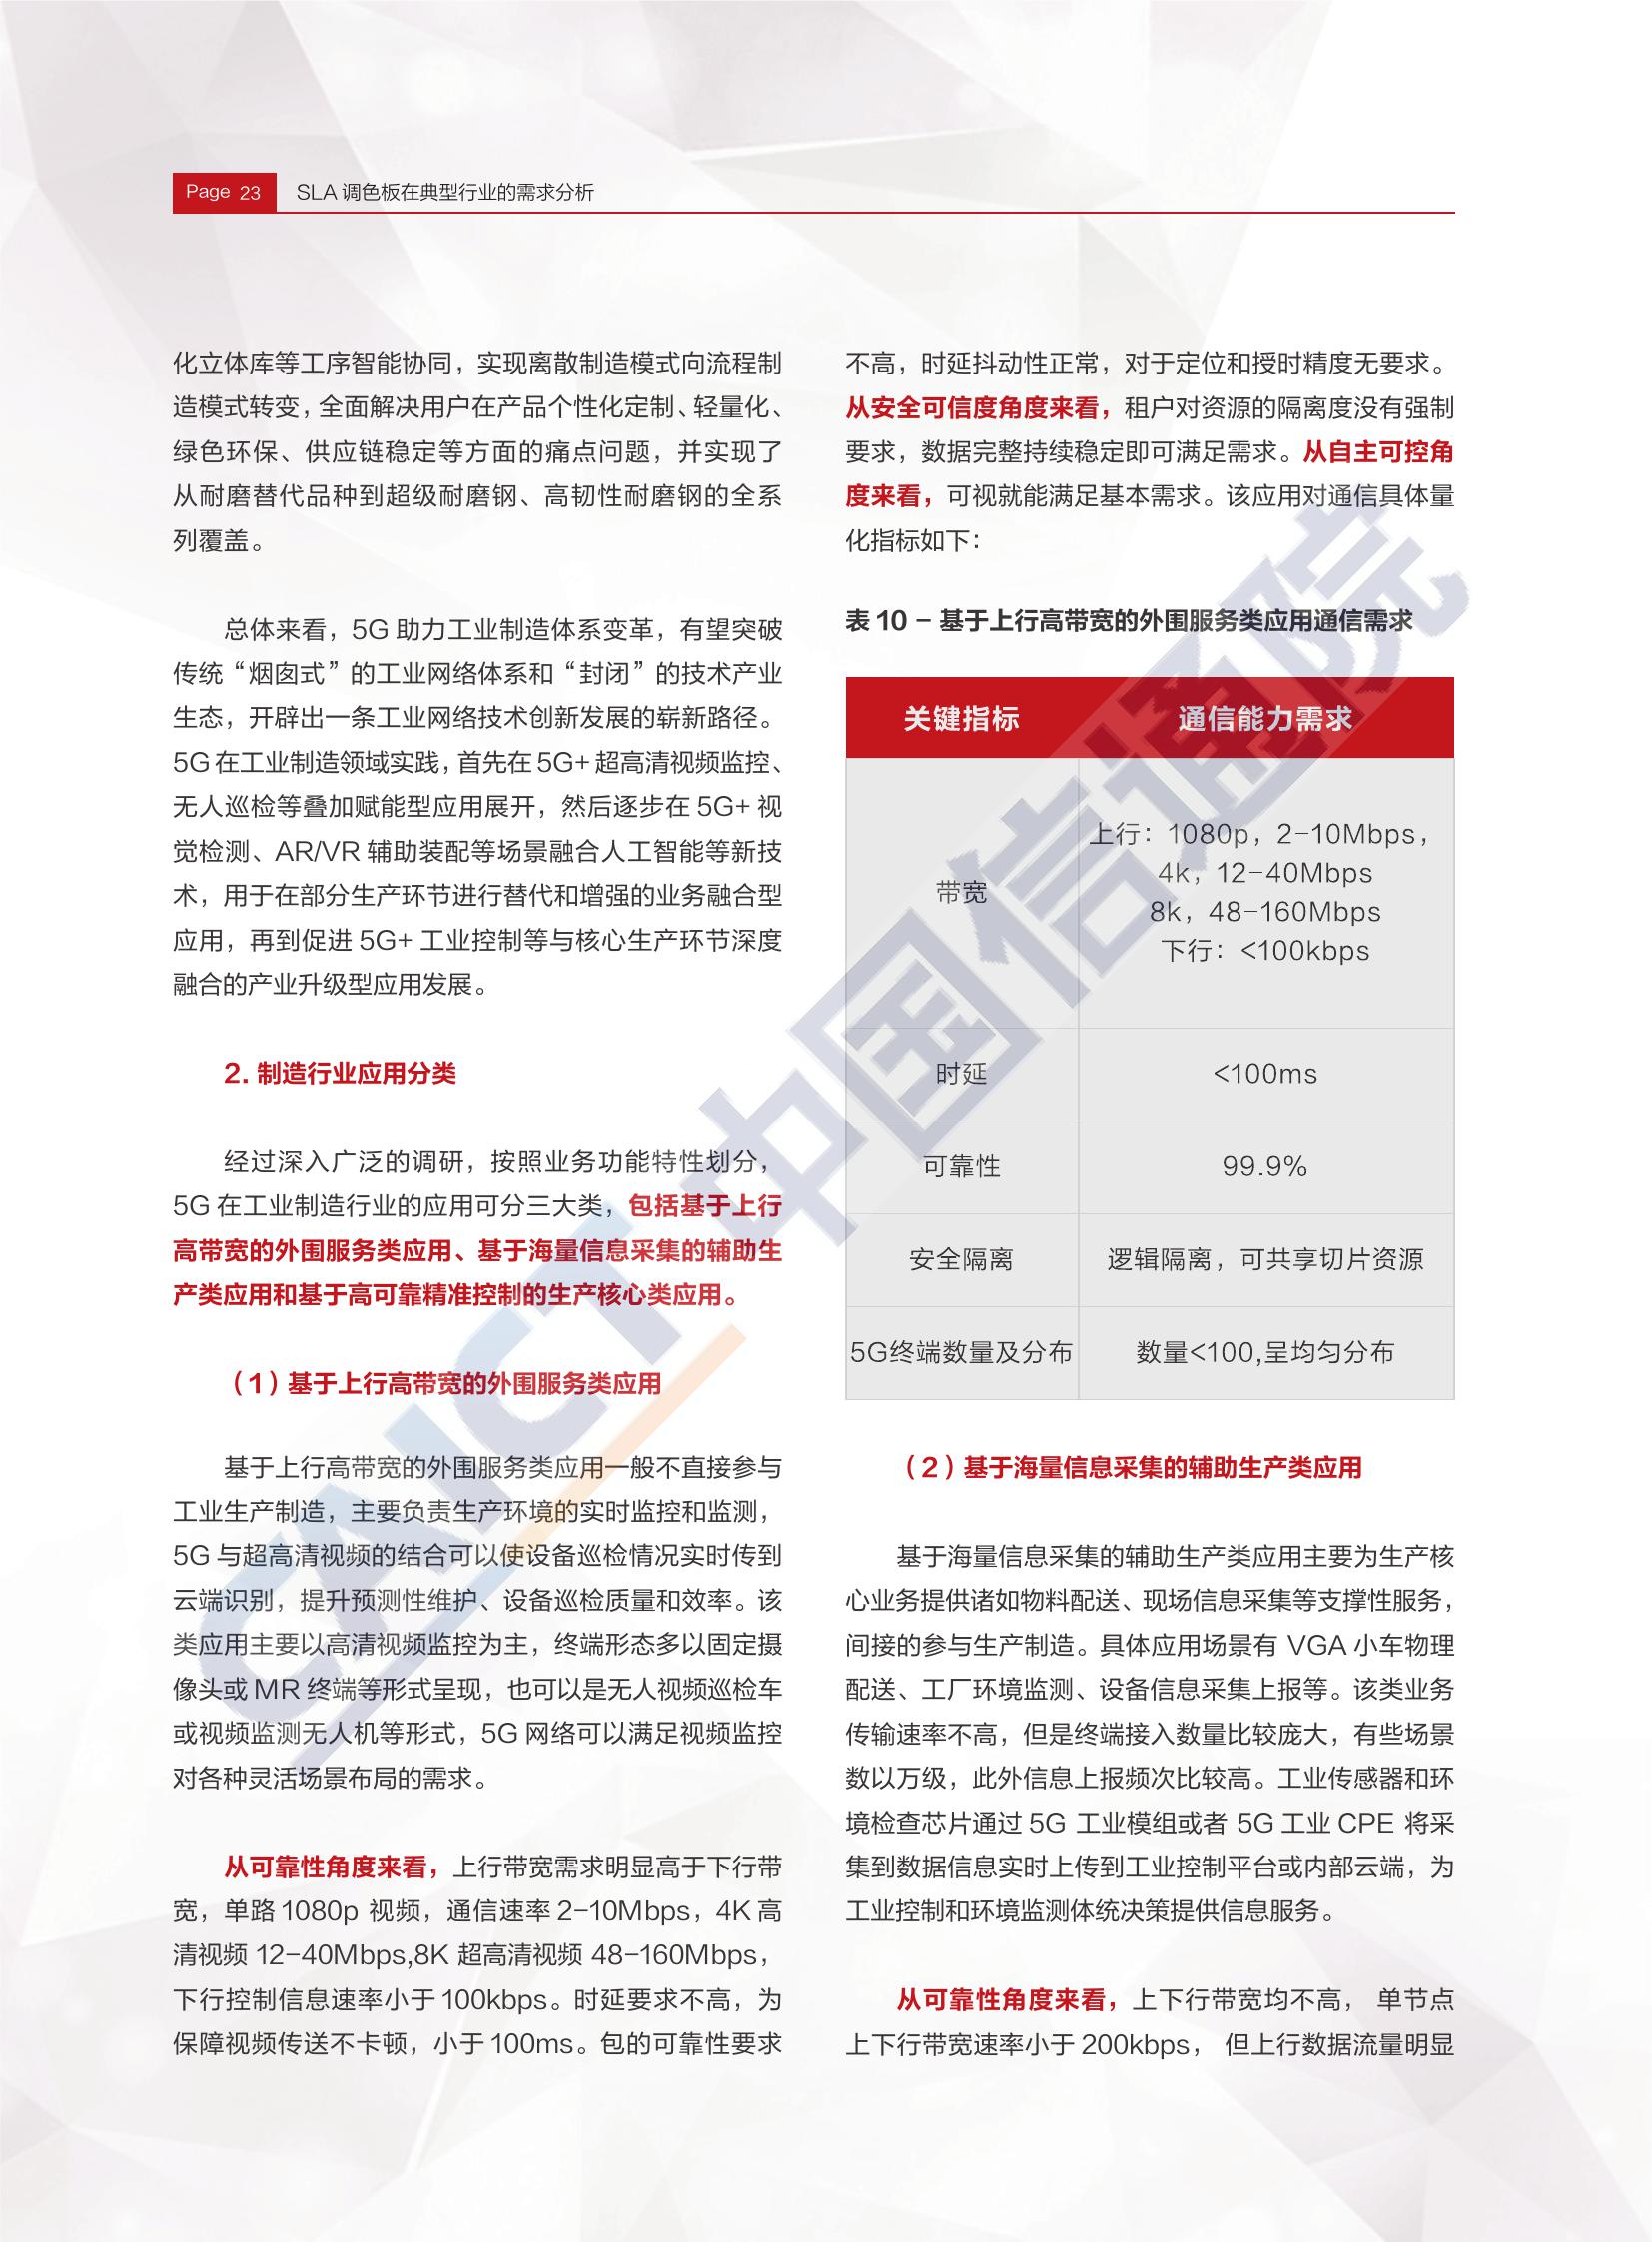 Page 23 SLA 调色板在典型行业的需求分析
化立体库等工序智能协同，实现离散制造模式向流程制
造模式转变，全面解决用户在产品个性化定制、轻量化、
绿色环保、供应链稳定等方面的痛点问题，并实现了
从耐磨替代品种到超级耐磨钢、高韧性耐磨钢的全系
列覆盖。
总体来看，5G 助力工业制造体系变革，有望突破
传统“烟囱式”的工业网络体系和“封闭”的技术产业
生态，开辟出一条工业网络技术创新发展的崭新路径。
5G 在工业制造领域实践，首先在 5G+ 超高清视频监控、
无人巡检等叠加赋能型应用展开，然后逐步在 5G+ 视
觉检测、AR/VR 辅助装配等场景融合人工智能等新技
术，用于在部分生产环节进行替代和增强的业务融合型
应用，再到促进 5G+ 工业控制等与核心生产环节深度
融合的产业升级型应用发展。
2. 制造行业应用分类
经过深入广泛的调研，按照业务功能特性划分，
5G 在工业制造行业的应用可分三大类，包括基于上行
高带宽的外围服务类应用、基于海量信息采集的辅助生
产类应用和基于高可靠精准控制的生产核心类应用。
（1）基于上行高带宽的外围服务类应用
基于上行高带宽的外围服务类应用一般不直接参与
工业生产制造，主要负责生产环境的实时监控和监测，
5G 与超高清视频的结合可以使设备巡检情况实时传到
云端识别，提升预测性维护、设备巡检质量和效率。该
类应用主要以高清视频监控为主，终端形态多以固定摄
像头或 MR 终端等形式呈现，也可以是无人视频巡检车
或视频监测无人机等形式，5G 网络可以满足视频监控
对各种灵活场景布局的需求。
从可靠性角度来看，上行带宽需求明显高于下行带
宽，单路 1080p 视频，通信速率 2-10Mbps，4K 高
清视频 12-40Mbps,8K 超高清视频 48-160Mbps，
下行控制信息速率小于 100kbps。时延要求不高，为
保障视频传送不卡顿，小于 100ms。包的可靠性要求
不高，时延抖动性正常，对于定位和授时精度无要求。
从安全可信度角度来看，租户对资源的隔离度没有强制
要求，数据完整持续稳定即可满足需求。从自主可控角
度来看，可视就能满足基本需求。该应用对通信具体量
化指标如下：
表 10 - 基于上行高带宽的外围服务类应用通信需求
关键指标 通信能力需求
带宽 上行：1080p，2-10Mbps，
4k，12-40Mbps
8k，48-160Mbps
下行：<100kbps
时延 <100ms
可靠性 99.9%
安全隔离 逻辑隔离，可共享切片资源
5G终端数量及分布 数量<100,呈均匀分布
（2）基于海量信息采集的辅助生产类应用
基于海量信息采集的辅助生产类应用主要为生产核
心业务提供诸如物料配送、现场信息采集等支撑性服务，
间接的参与生产制造。具体应用场景有 VGA 小车物理
配送、工厂环境监测、设备信息采集上报等。该类业务
传输速率不高，但是终端接入数量比较庞大，有些场景
数以万级，此外信息上报频次比较高。工业传感器和环
境检查芯片通过 5G 工业模组或者 5G 工业 CPE 将采
集到数据信息实时上传到工业控制平台或内部云端，为
工业控制和环境监测体统决策提供信息服务。
从可靠性角度来看，上下行带宽均不高， 单节点
上下行带宽速率小于 200kbps， 但上行数据流量明显
CAICT 中国信通院